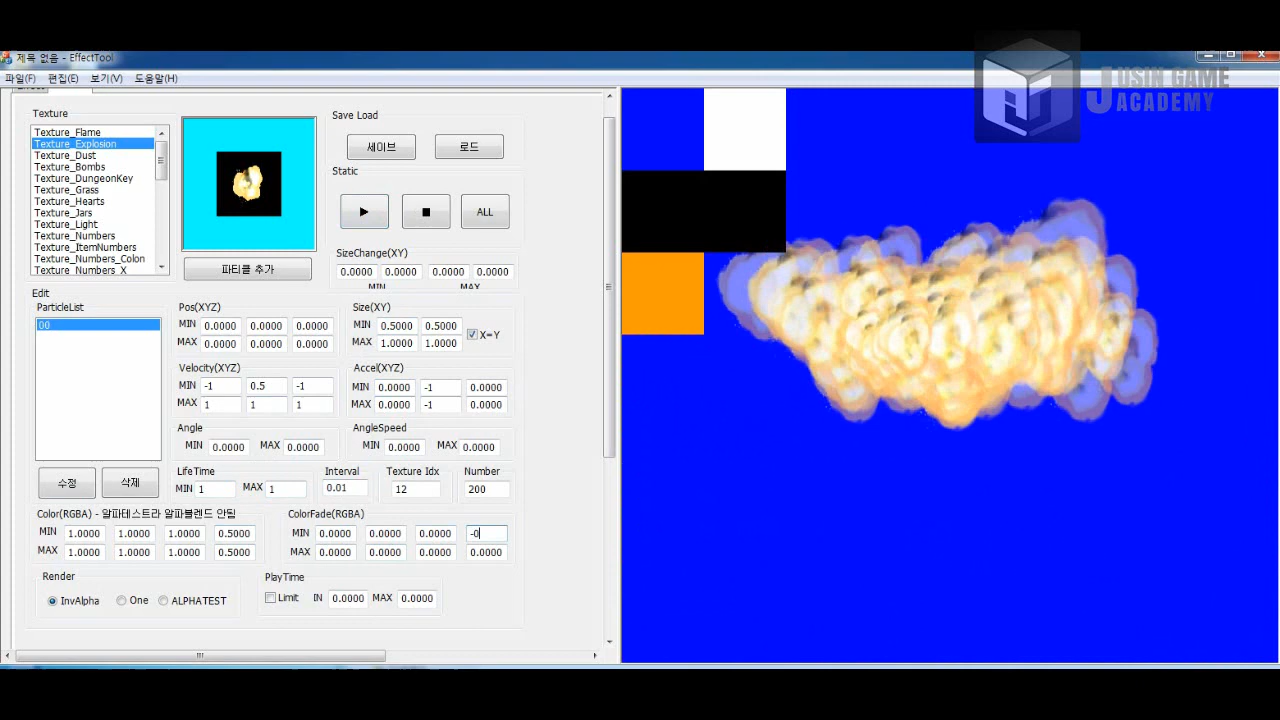 제목 없음 - EffectTool
JUSIN GAME
ACADEMY
파일(F) 편집(E) 보기(V) 도움말(H)
Texture
Texture_Flame
Texture_Explosion
Texture_Dust
Texture_Bombs
Texture_DungeonKey
Texture_Grass
Texture_Hearts
Texture_Jars
Texture_Light
Texture_Numbers
Texture_ItemNumbers
Texture_Numbers_Colon
Texture_Numbers_X
파티클 추가
Save Load
세이브 로드
Static
ALL
SizeChange(XY)
0.0000 0.0000 0.0000 0.0000
MIN MAX
Edit
ParticleList
00
수정 삭제
Pos(XYZ)
MIN 0.0000 0.0000 0.0000
MAX 0.0000 0.0000 0.0000
Size(XY)
MIN 0.5000 0.5000
MAX 1.0000 1.0000
X=Y
Velocity(XYZ)
MIN -1 0.5 -1
MAX 1 1 1
Accel(XYZ)
MIN 0.0000 -1 0.0000
MAX 0.0000 -1 0.0000
Angle
MIN 0.0000 MAX 0.0000
AngleSpeed
MIN 0.0000 MAX 0.0000
LifeTime
MIN 1 MAX 1
Interval
0.01
Texture Idx
12
Number
200
Color(RGBA) - 알파테스트라 알파블렌드 안됨
MIN 1.0000 1.0000 1.0000 0.5000
MAX 1.0000 1.0000 1.0000 0.5000
ColorFade(RGBA)
MIN 0.0000 0.0000 0.0000 -0
MAX 0.0000 0.0000 0.0000 0.0000
Render
InvAlpha One ALPHATEST
PlayTime
Limit IN 0.0000 MAX 0.0000